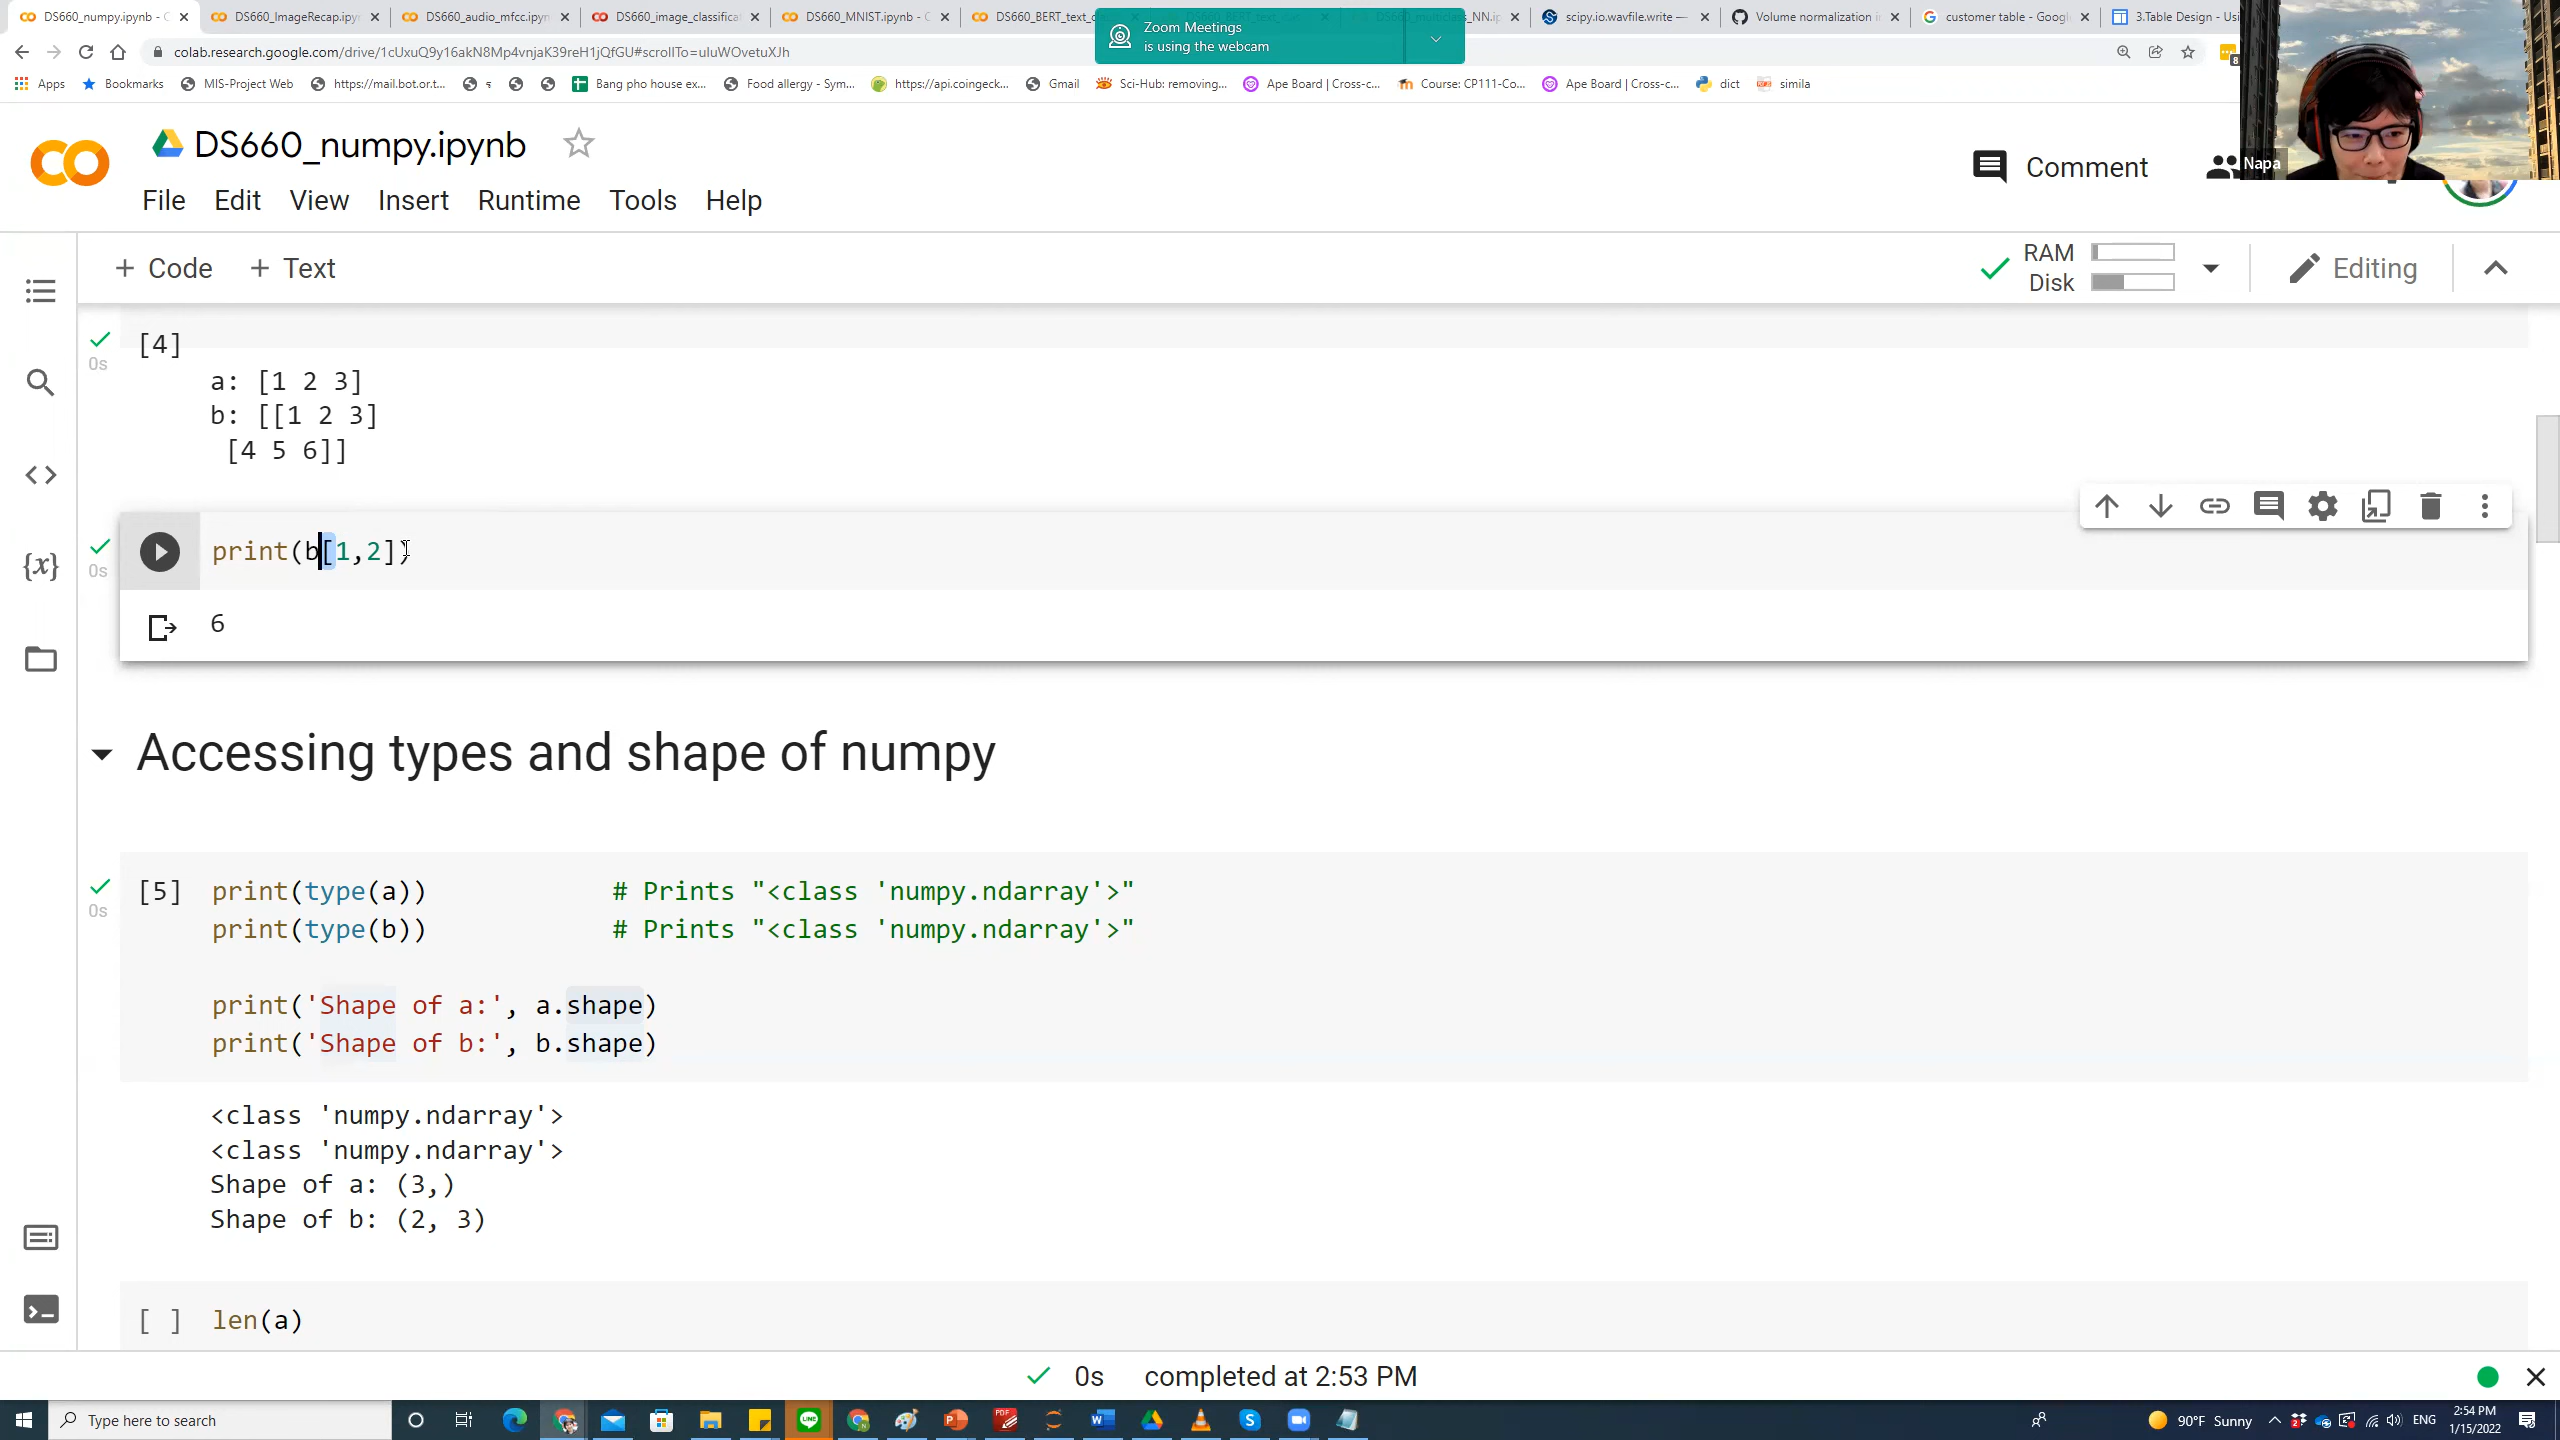 DS660_numpy.ipynb - C
DS660_ImageRecap.ipyn
DS660_audio_mfcc.ipyn
DS660_image_classifica
DS660_MNIST.ipynb - C
DS660_BERT_text_c
scipy.io.wavfile.write —
Volume normalization i
customer table - Googl
3.Table Design - Usi
Zoom Meetings
is using the webcam
colab.research.google.com/drive/1cUxuQ9y16akN8Mp4vnjaK39reH1jQfGU#scrollTo=uIuWOvetuXJh
8
Apps
Bookmarks
MIS-Project Web
https://mail.bot.or.t...
Bang pho house ex...
Food allergy - Sym...
https://api.coingeck...
Gmail
Sci-Hub: removing...
Ape Board | Cross-c...
Course: CP111-Co...
Ape Board | Cross-c...
dict
simila
DS660_numpy.ipynb
Comment
Napa
File Edit View Insert Runtime Tools Help
+ Code + Text
RAM
Disk
Editing
[4]
0s
a: [1 2 3]
b: [[1 2 3]
[4 5 6]]
print(b[1,2])
0s
6
Accessing types and shape of numpy
[5] print(type(a)) # Prints "<class 'numpy.ndarray'>"
0s
print(type(b)) # Prints "<class 'numpy.ndarray'>"
print('Shape of a:', a.shape)
print('Shape of b:', b.shape)
<class 'numpy.ndarray'>
<class 'numpy.ndarray'>
Shape of a: (3,)
Shape of b: (2, 3)
[ ] len(a)
0s completed at 2:53 PM
Type here to search
90°F Sunny
ENG
2:54 PM
1/15/2022